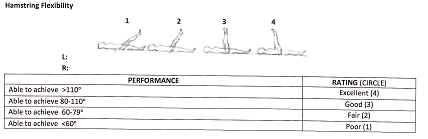 Hamstring Flexibility
1 2 3 4
L:
R:
PERFORMANCE RATING (CIRCLE)
Able to achieve >110° Excellent (4)
Able to achieve 80-110° Good (3)
Able to achieve 60-79° Fair (2)
Able to achieve <60° Poor (1)